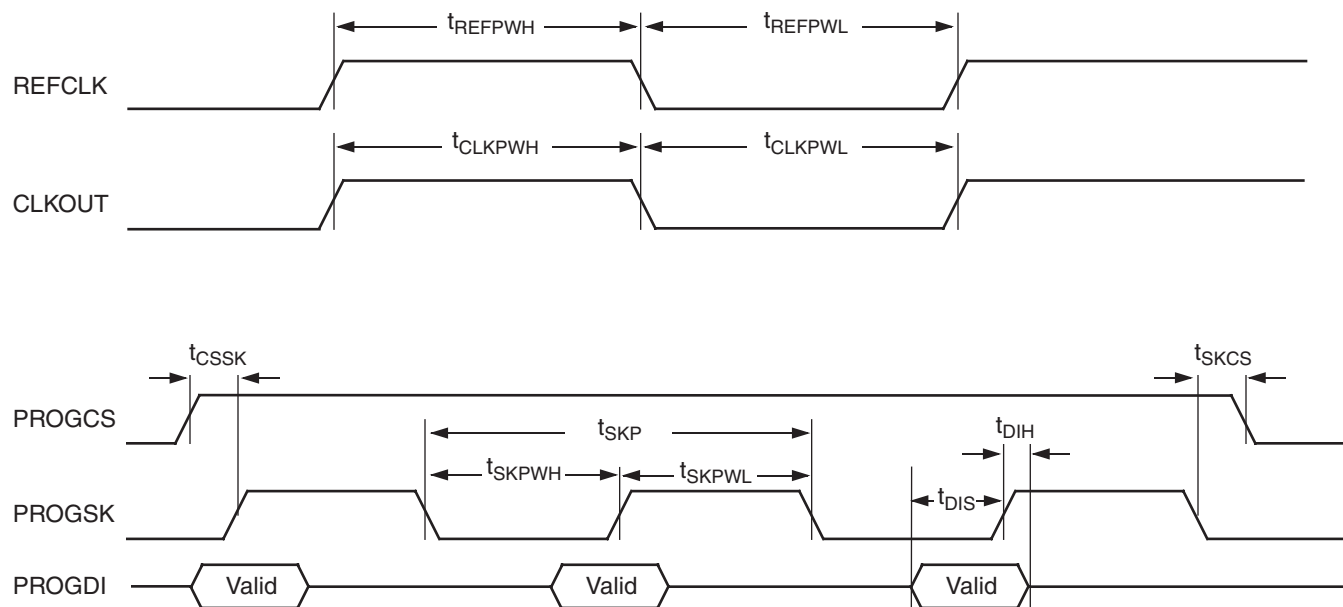 tREFPWH tREFPWL
REFCLK
tCLKPWH tCLKPWL
CLKOUT
tCSSK tSKCS
PROGCS
tSKP tDIH
tSKPWH tSKPWL
tDIS
PROGSK
PROGDI Valid Valid Valid